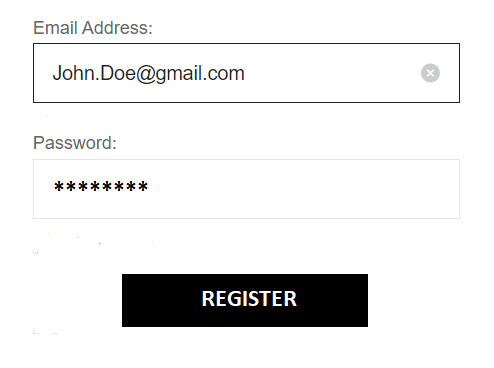 Email Address:
John.Doe@gmail.com
Password:
********
REGISTER